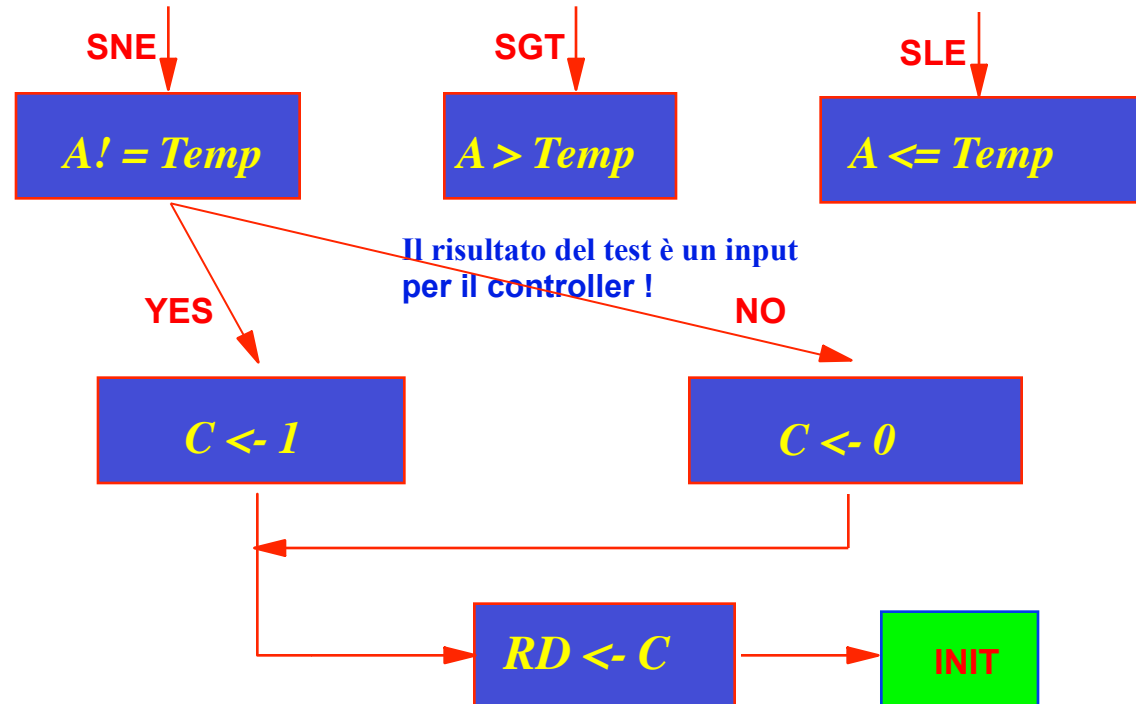 SNE
SGT
SLE
A! = Temp
A > Temp
A <= Temp
Il risultato del test è un input
per il controller !
YES
NO
C <- 1
C <- 0
RD <- C
INIT